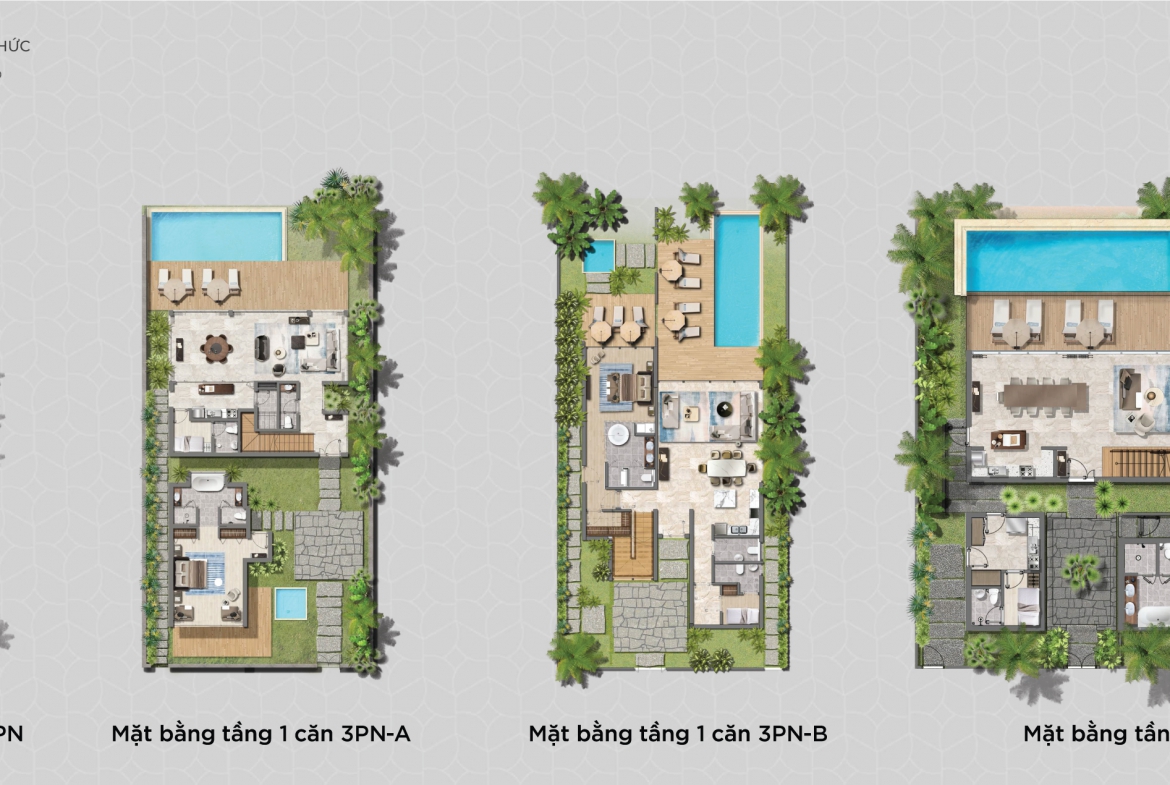 HỨC
PN
Mặt bằng tầng 1 căn 3PN-A
Mặt bằng tầng 1 căn 3PN-B
Mặt bằng tần